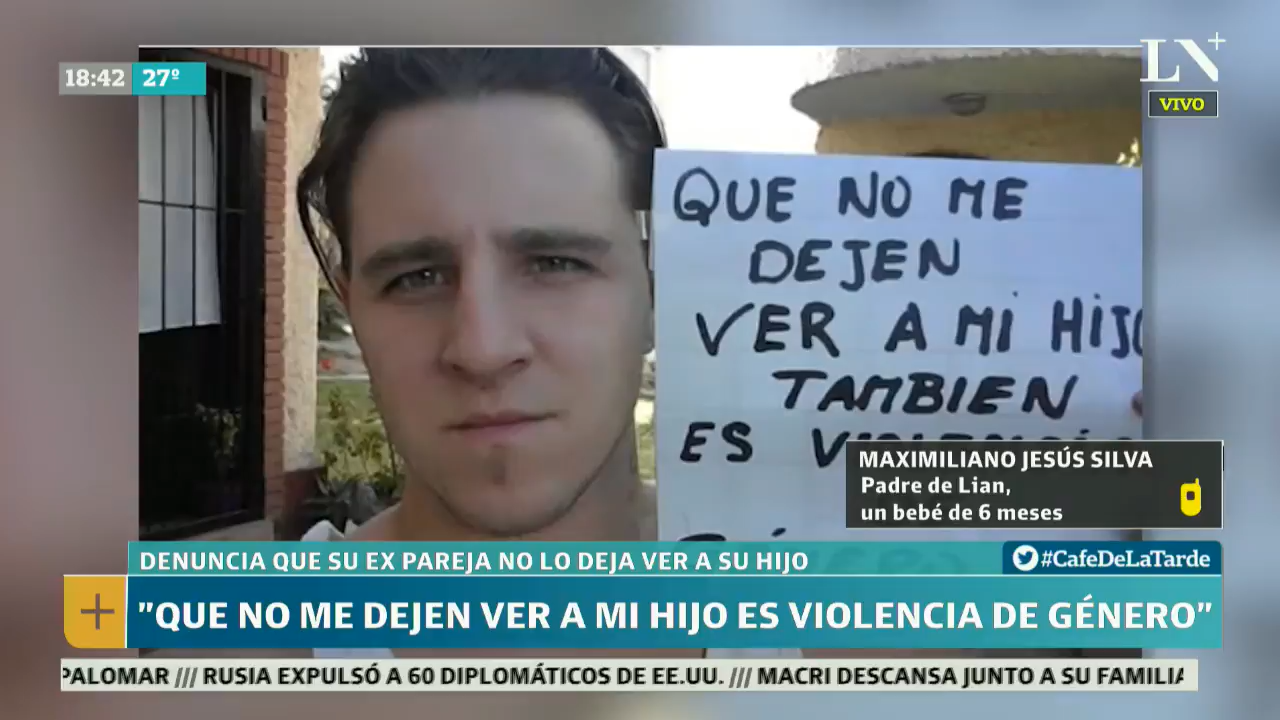 18:42 27º
LN+
VIVO
QUE NO ME
DEJEN
VER A MI HIJO
TAMBIEN
ES
MAXIMILIANO JESÚS SILVA
Padre de Lian,
un bebé de 6 meses
DENUNCIA QUE SU EX PAREJA NO LO DEJA VER A SU HIJO
#CafeDeLaTarde
"QUE NO ME DEJEN VER A MI HIJO ES VIOLENCIA DE GÉNERO"
PALOMAR /// RUSIA EXPULSÓ A 60 DIPLOMÁTICOS DE EE.UU. /// MACRI DESCANSA JUNTO A SU FAMILIA